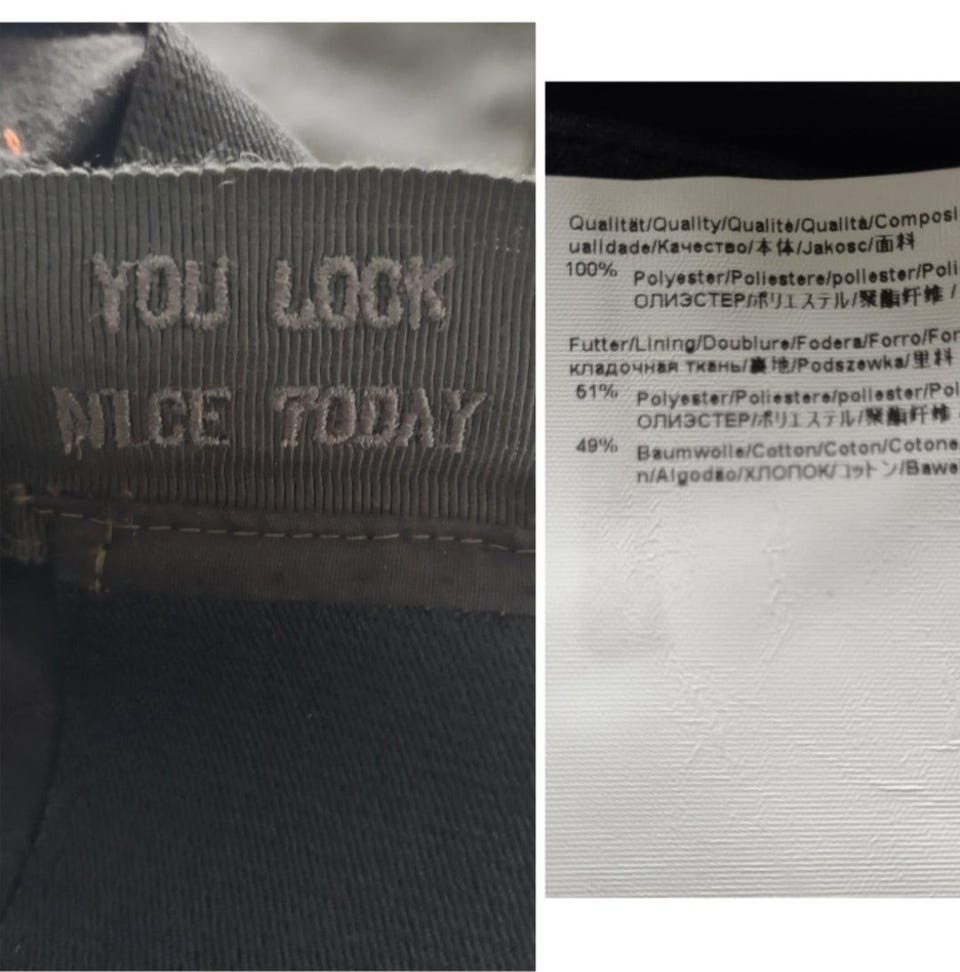 YOU LOOK
NICE TODAY
Qualität/Quality/Qualité/Qualità/Composi
ualidade/Качество/本体/Jakosc/面料
100% Polyester/Poliestere/poliester/Poli
ОЛИЭСТЕР/ポリエステル/聚酯纤维 /
Futter/Lining/Doublure/Fodera/Forro/For
кладочная ткань/裏地/Podszewka/里料
51% Polyester/Poliestere/poliester/Pol
ОЛИЭСТЕР/ポリエステル/聚酯纤维
49% Baumwolle/Cotton/Coton/Cotone
n/Algodão/ХЛОПОК/コットン/Bawe